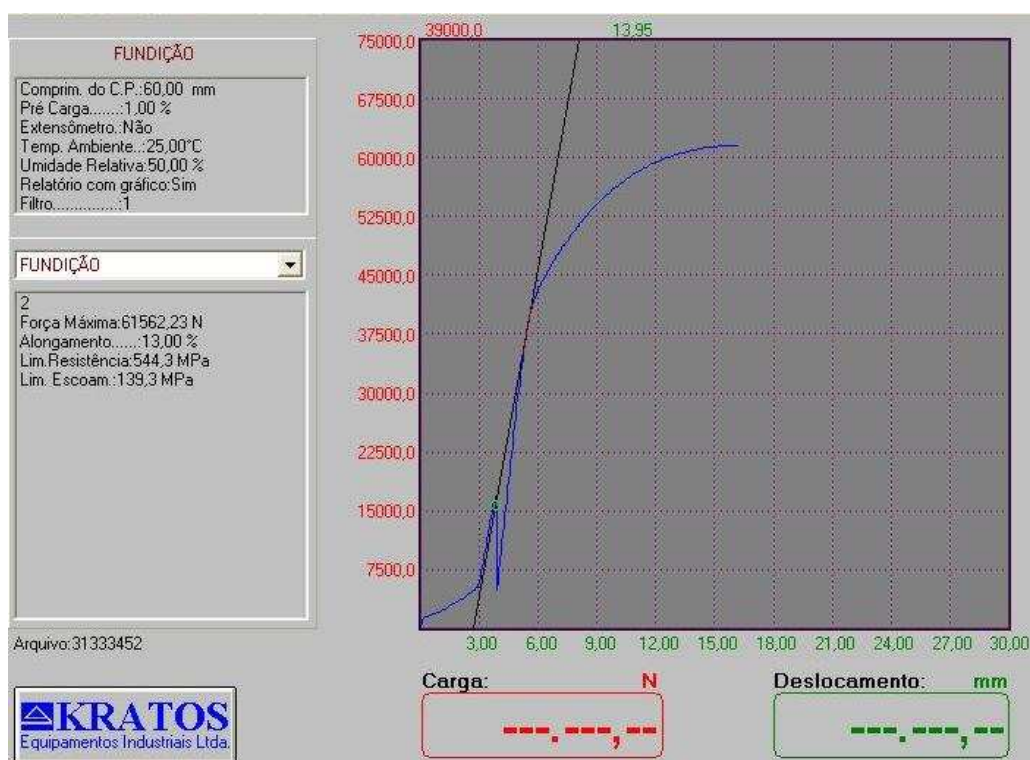 FUNDIÇÃO
Comprim. do C.P.:60,00 mm
Pré Carga.......:1,00 %
Extensômetro.:Não
Temp. Ambiente..:25,00°C
Umidade Relativa:50,00 %
Relatório com gráfico:Sim
Filtro...............:1
FUNDIÇÃO
2
Força Máxima:61562,23 N
Alongamento......:13,00 %
Lim.Resistência:544,3 MPa
Lim. Escoam.:139,3 MPa
Arquivo:31333452
KRATOS
Equipamentos Industriais Ltda.
39000,0 13,95
75000,0
67500,0
60000,0
52500,0
45000,0
37500,0
30000,0
22500,0
15000,0
7500,0
3,00 6,00 9,00 12,00 15,00 18,00 21,00 24,00 27,00 30,00
Carga: N
Deslocamento: mm
---.---,--
---.---,--